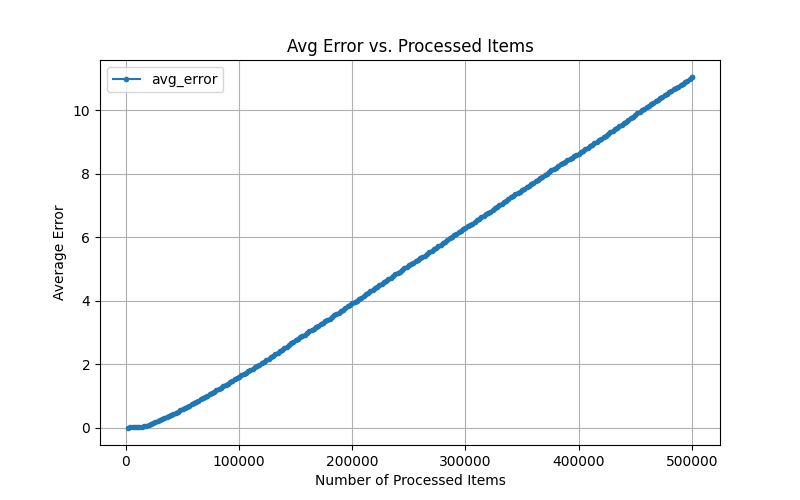 Avg Error vs. Processed Items
avg_error
10
8
6
4
2
0
Average Error
0 100000 200000 300000 400000 500000
Number of Processed Items